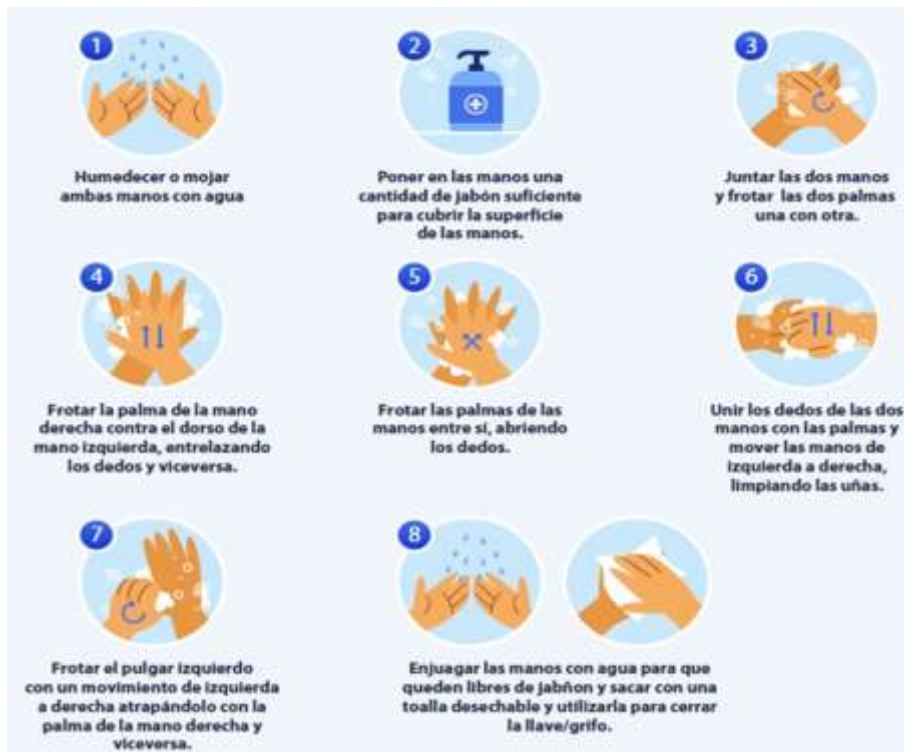 1
Humedecer o mojar
ambas manos con agua
2
Poner en las manos una
cantidad de jabón suficiente
para cubrir la superficie
de las manos.
3
Juntar las dos manos
y frotar las dos palmas
una con otra.
4
Frotar la palma de la mano
derecha contra el dorso de la
mano izquierda, entrelazando
los dedos y viceversa.
5
Frotar las palmas de las
manos entre si, abriendo
los dedos.
6
Unir los dedos de las dos
manos con las palmas y
mover las manos de
izquierda a derecha,
limpiando las uñas.
7
Frotar el pulgar izquierdo
con un movimiento de izquierda
a derecha atrapándolo con la
palma de la mano derecha y
viceversa.
8
Enjuagar las manos con agua para que
queden libres de jabñon y sacar con una
toalla desechable y utilizarla para cerrar
la llave/grifo.